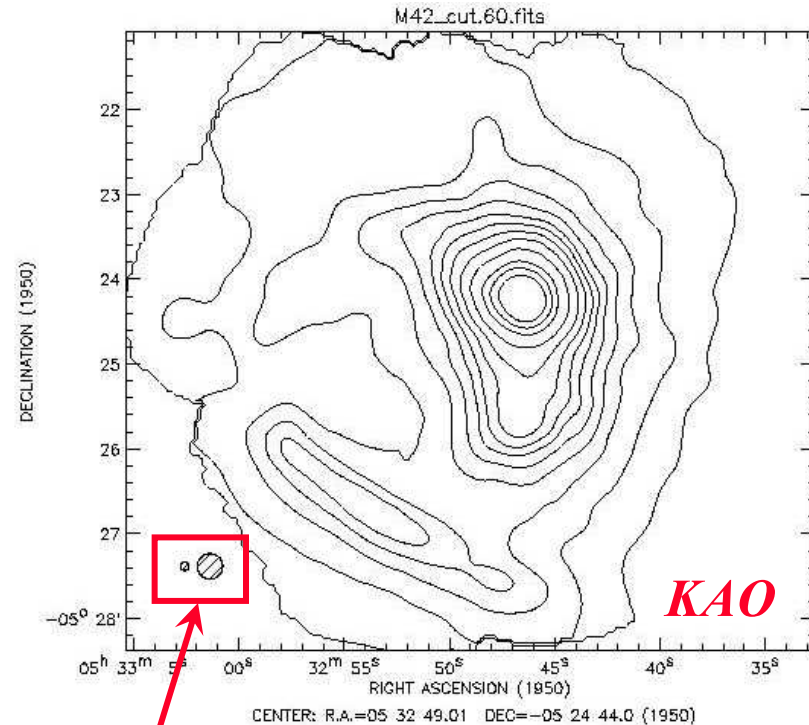 M42_cut.60.fits
22
23
24
25
26
27
-05° 28'
DECLINATION (1950)
KAO
05ʰ 33ᵐ 5ˢ 00ˢ 32ᵐ 55ˢ 50ˢ 45ˢ 40ˢ 35ˢ
RIGHT ASCENSION (1950)
CENTER: R.A.=05 32 49.01 DEC=-05 24 44.0 (1950)